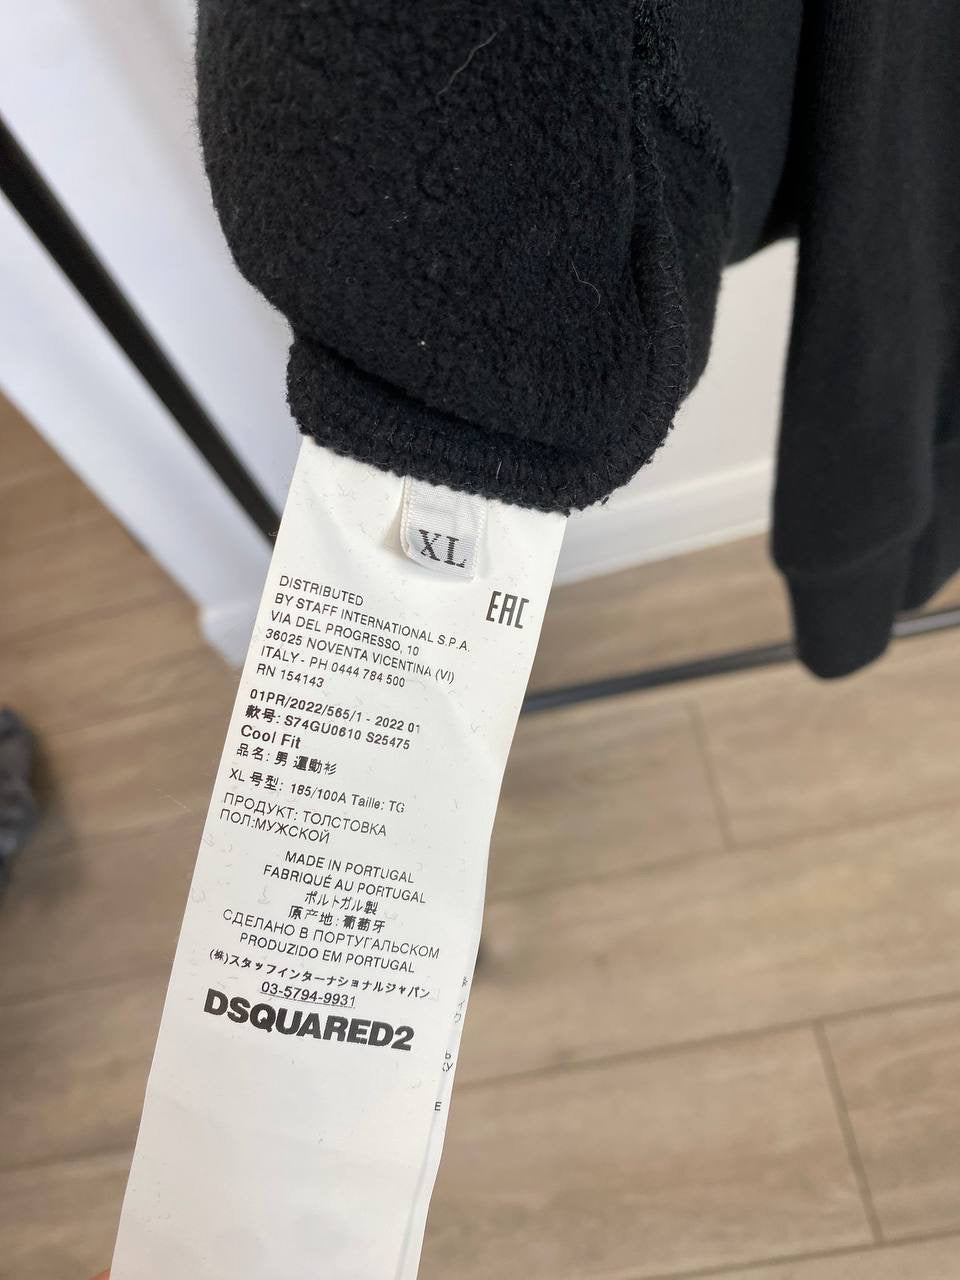 XL
EAC
DISTRIBUTED
BY STAFF INTERNATIONAL S.P.A.
VIA DEL PROGRESSO, 10
36025 NOVENTA VICENTINA (VI)
ITALY - PH 0444 784 500
RN 154143
01PR/2022/565/1 - 2022 01
款号: S74GU0610 S25475
Cool Fit
品名: 男 運動衫
XL 号型: 185/100A Taille: TG
ПРОДУКТ: ТОЛСТОВКА
ПОЛ:МУЖСКОЙ
MADE IN PORTUGAL
FABRIQUÉ AU PORTUGAL
ポルトガル製
原产地: 葡萄牙
СДЕЛАНО В ПОРТУГАЛЬСКОМ
PRODUZIDO EM PORTUGAL
(株)スタッフインターナショナルジャパン
03-5794-9931
DSQUARED2